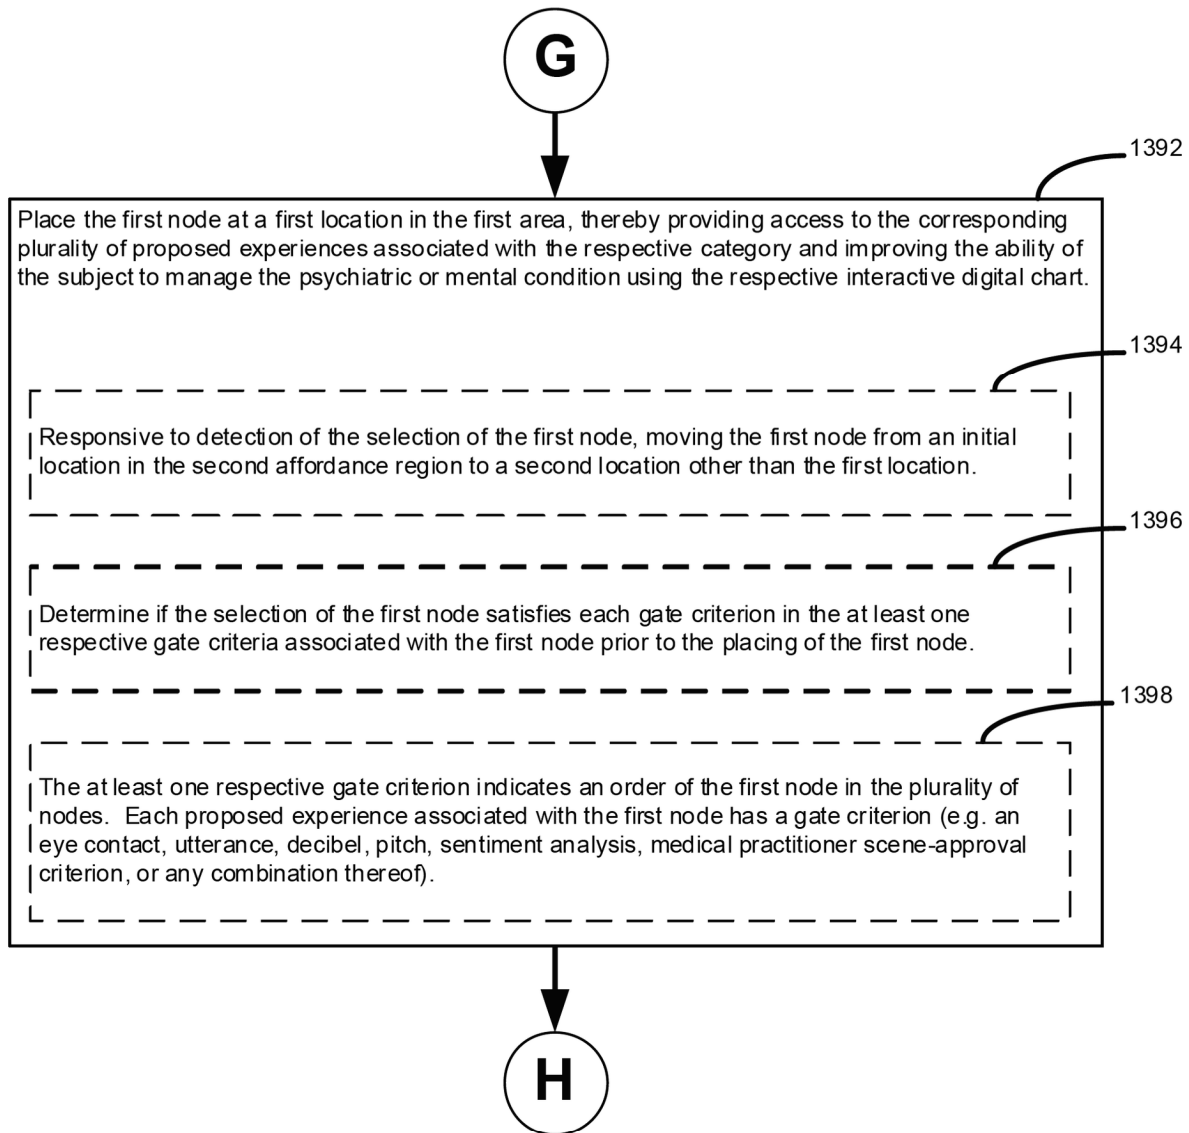 G
1392
Place the first node at a first location in the first area, thereby providing access to the corresponding
plurality of proposed experiences associated with the respective category and improving the ability of
the subject to manage the psychiatric or mental condition using the respective interactive digital chart.
1394
Responsive to detection of the selection of the first node, moving the first node from an initial
location in the second affordance region to a second location other than the first location.
1396
Determine if the selection of the first node satisfies each gate criterion in the at least one
respective gate criteria associated with the first node prior to the placing of the first node.
1398
The at least one respective gate criterion indicates an order of the first node in the plurality of
nodes.  Each proposed experience associated with the first node has a gate criterion (e.g. an
eye contact, utterance, decibel, pitch, sentiment analysis, medical practitioner scene-approval
criterion, or any combination thereof).
H